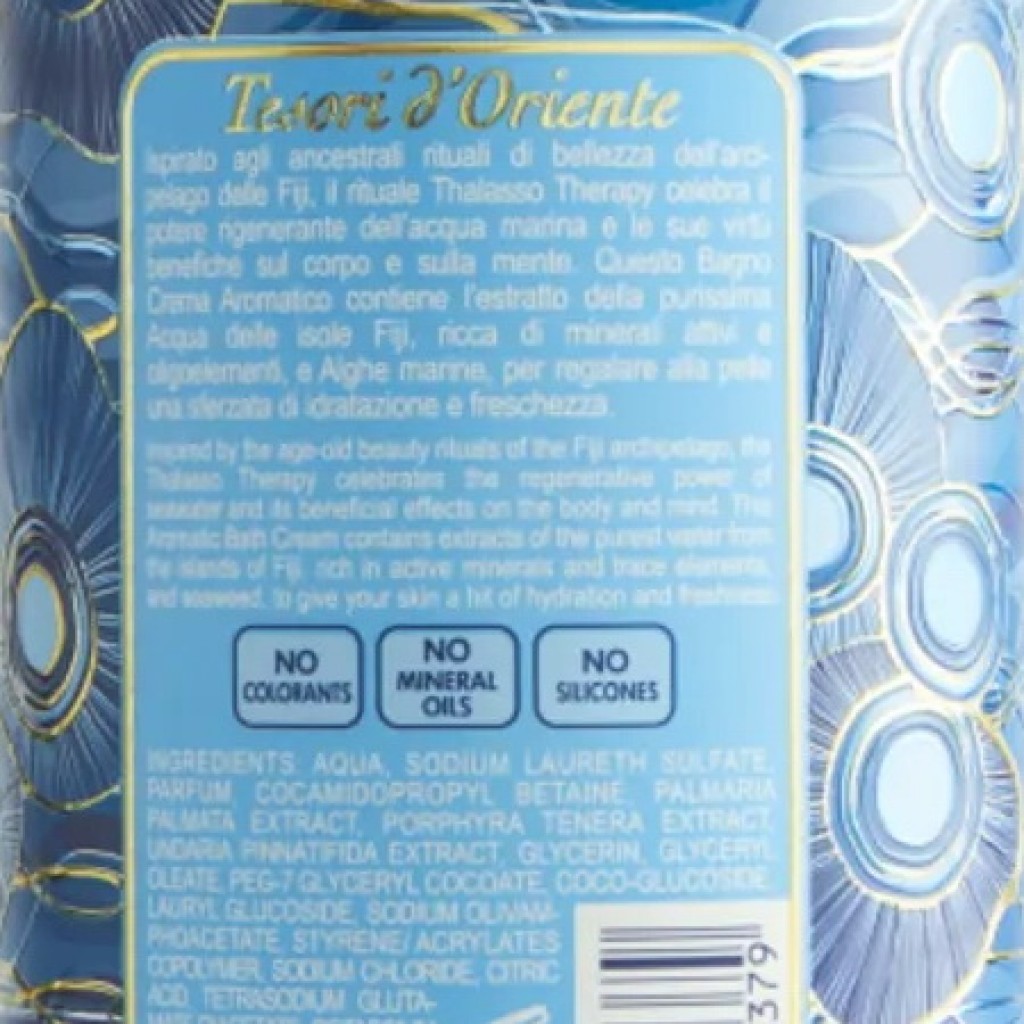 Tesori d'Oriente
Ispirato agli ancestrali rituali di bellezza dell'arci-
pelago delle Fiji, il rituale Thalasso Therapy celebra il
potere rigenerante dell'acqua marina e le sue virtù
benefiche sul corpo e sulla mente. Questo Bagno
Crema Aromatico contiene l'estratto della purissima
Acqua delle isole Fiji, ricca di minerali attivi e
oligoelementi, e Alghe marine, per regalare alla pelle
una sferzata di idratazione e freschezza.
Inspired by the age-old beauty rituals of the Fiji archipelago, the
Thalasso Therapy celebrates the regenerative power of
seawater and its beneficial effects on the body and mind. This
Aromatic Bath Cream contains extracts of the purest water from
the islands of Fiji, rich in active minerals and trace elements,
and seaweed, to give your skin a hit of hydration and freshness.
NO
COLORANTS
NO
MINERAL
OILS
NO
SILICONES
INGREDIENTS: AQUA, SODIUM LAURETH SULFATE,
PARFUM, COCAMIDOPROPYL BETAINE, PALMARIA
PALMATA EXTRACT, PORPHYRA TENERA EXTRACT,
UNDARIA PINNATIFIDA EXTRACT, GLYCERIN, GLYCERYL
OLEATE, PEG-7 GLYCERYL COCOATE, COCO-GLUCOSIDE,
LAURYL GLUCOSIDE, SODIUM OLIVAM-
PHOACETATE, STYRENE/ACRYLATES
COPOLYMER, SODIUM CHLORIDE, CITRIC
ACID, TETRASODIUM GLUTA-
379